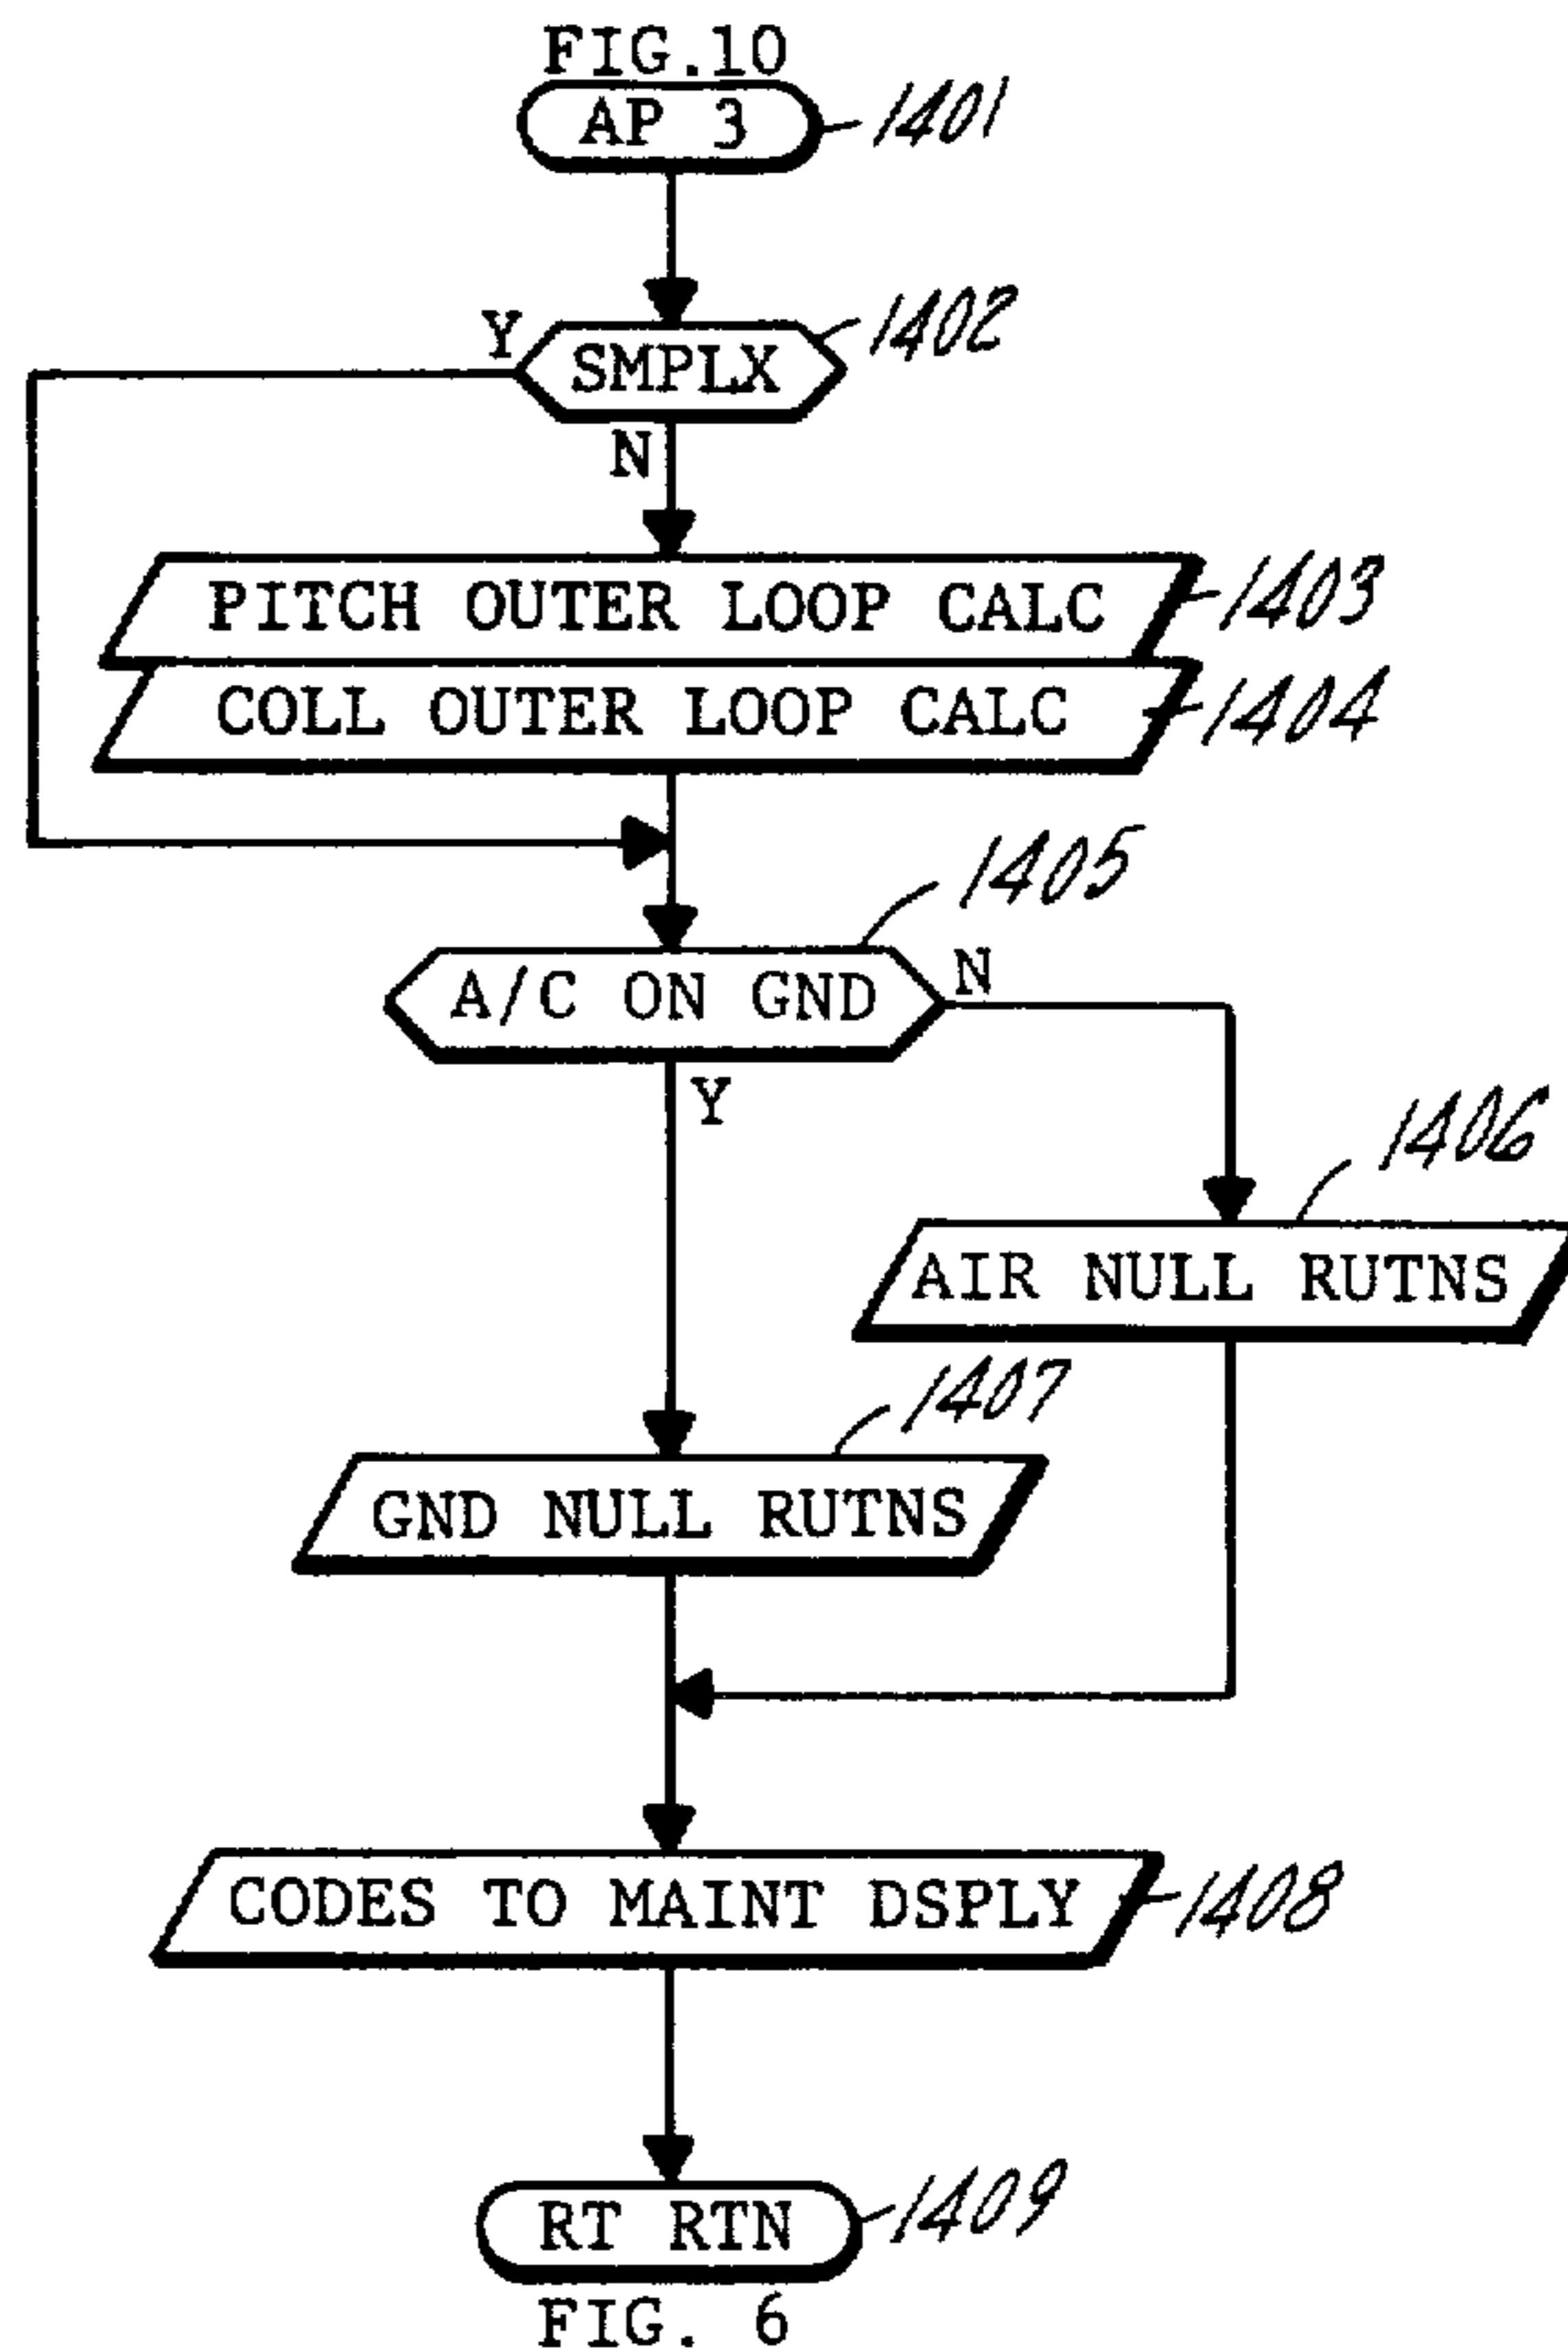 FIG.10
AP 3
1401
Y
SMPLX
1402
N
PITCH OUTER LOOP CALC
1403
COLL OUTER LOOP CALC
1404
1405
A/C ON GND
N
Y
1406
AIR NULL RUTNS
1407
GND NULL RUTNS
CODES TO MAINT DSPLY
1408
RT RTN
1409
FIG. 6